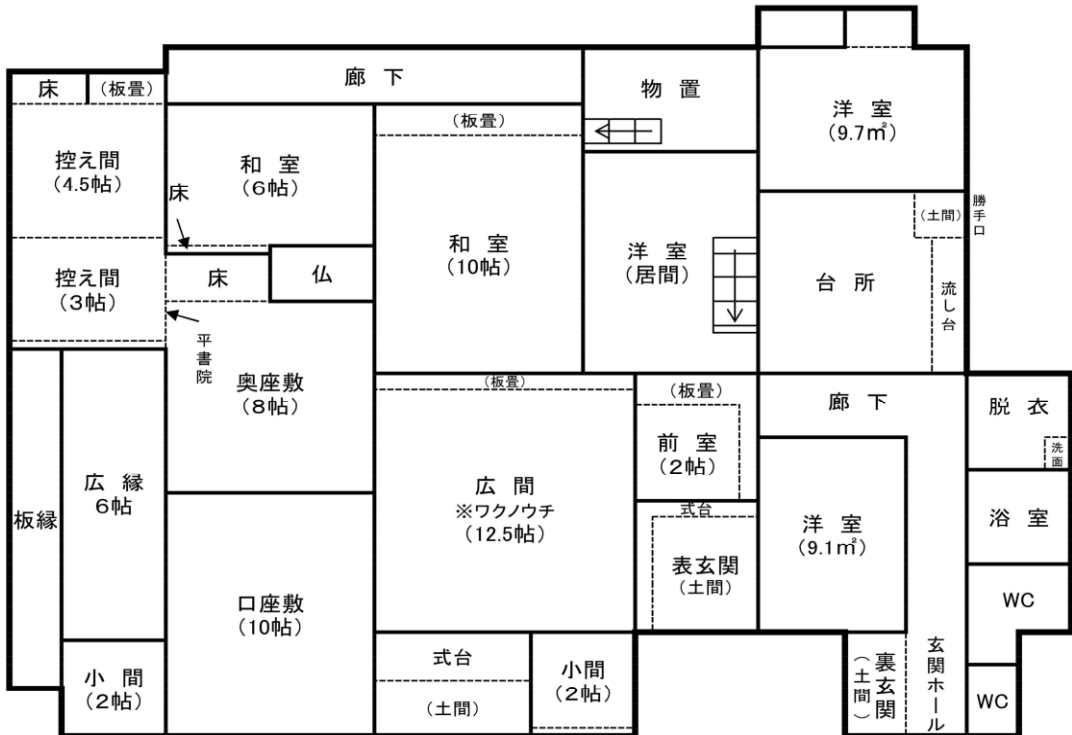 床
（板畳）
廊 下
物 置
洋 室
（9.7㎡）
控え間
（4.5帖）
和 室
（6帖）
床
（板畳）
和 室
（10帖）
洋 室
（居間）
台 所
（土間）
勝手口
流し台
控え間
（3帖）
床
仏
平書院
奥座敷
（8帖）
（板畳）
広 間
※ワクノウチ
（12.5帖）
（板畳）
前 室
（2帖）
式台
表玄関
（土間）
廊 下
洋 室
（9.1㎡）
脱 衣
洗面
浴 室
WC
WC
板縁
広 縁
6帖
小 間
（2帖）
口座敷
（10帖）
式台
（土間）
小間
（2帖）
裏玄関
（土間）
玄関ホール